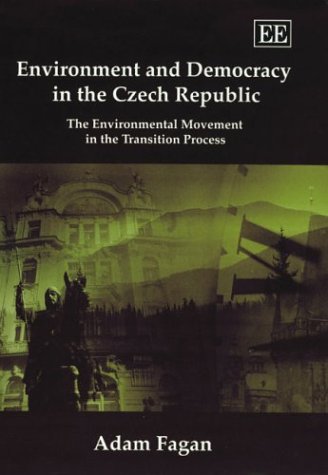 EE
Environment and Democracy
in the Czech Republic
The Environmental Movement
in the Transition Process
Adam Fagan